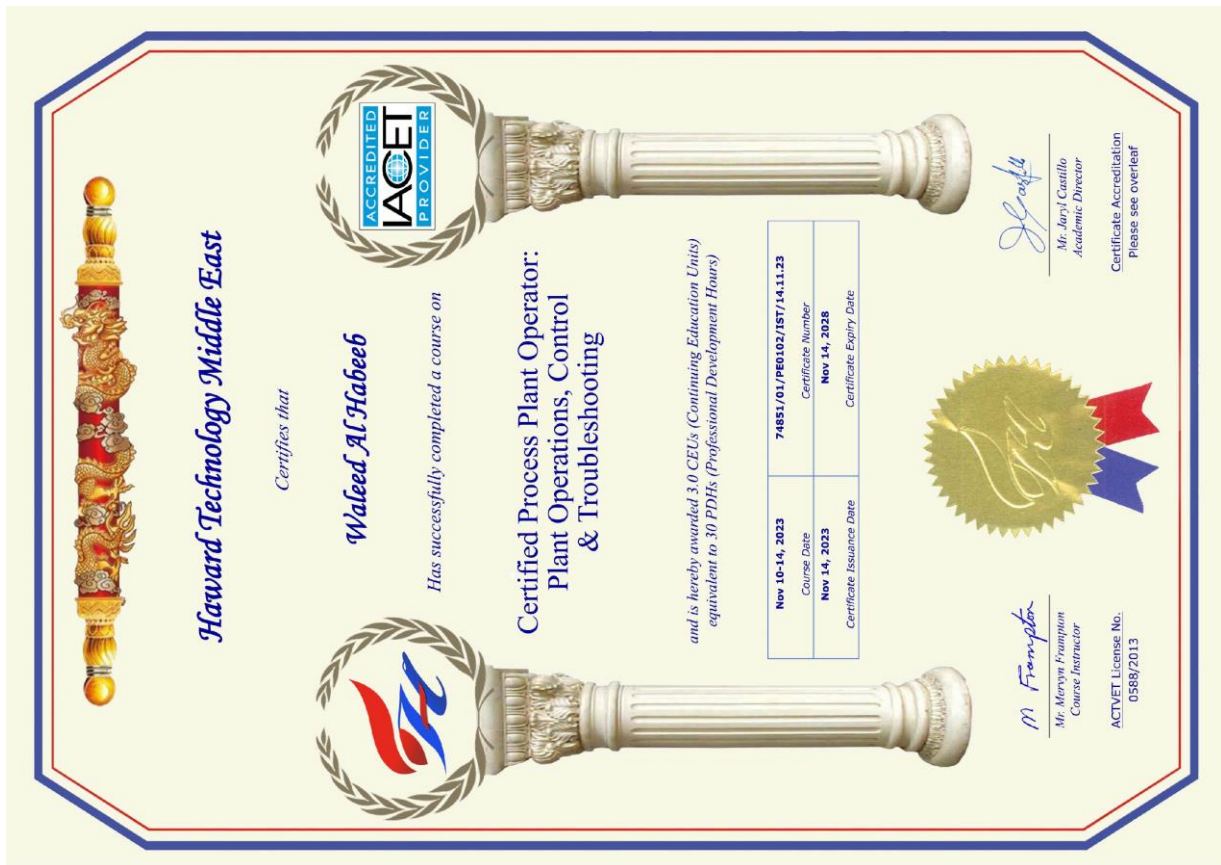 Haward Technology Middle East
Certifies that
Waleed Al Habeeb
Has successfully completed a course on
Certified Process Plant Operator:
Plant Operations, Control
& Troubleshooting
and is hereby awarded 3.0 CEUs (Continuing Education Units)
equivalent to 30 PDHs (Professional Development Hours)
Nov 10-14, 2023 74851/01/PE0102/IST/14.11.23
Course Date Certificate Number
Nov 14, 2023 Nov 14, 2028
Certificate Issuance Date Certificate Expiry Date
ACCREDITED
IACET
PROVIDER
M Frampton
Mr. Mervyn Frampton
Course Instructor
ACTVET License No.
0588/2013
Mr. Jaryl Castillo
Academic Director
Certificate Accreditation
Please see overleaf